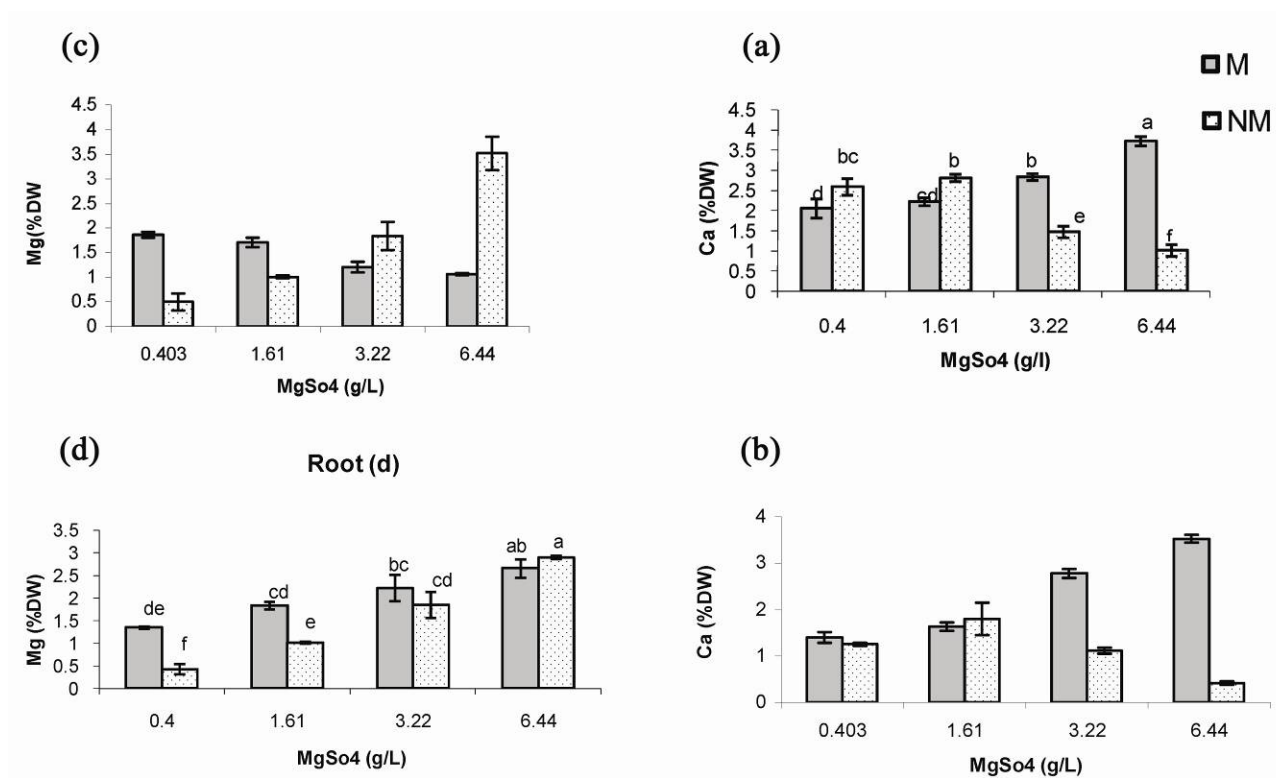 (c)
Mg(%DW)
4.5
4
3.5
3
2.5
2
1.5
1
0.5
0
0.403 1.61 3.22 6.44
MgSo4 (g/L)
(a)
M
NM
Ca (%DW)
4.5
4
3.5
3
2.5
2
1.5
1
0.5
0
d bc cd b b e a f
0.4 1.61 3.22 6.44
MgSo4 (g/l)
(d)
Root (d)
Mg (%DW)
3.5
3
2.5
2
1.5
1
0.5
0
de f cd e bc cd ab a
0.4 1.61 3.22 6.44
MgSo4 (g/L)
(b)
Ca (%DW)
4
3
2
1
0
0.403 1.61 3.22 6.44
MgSo4 (g/L)